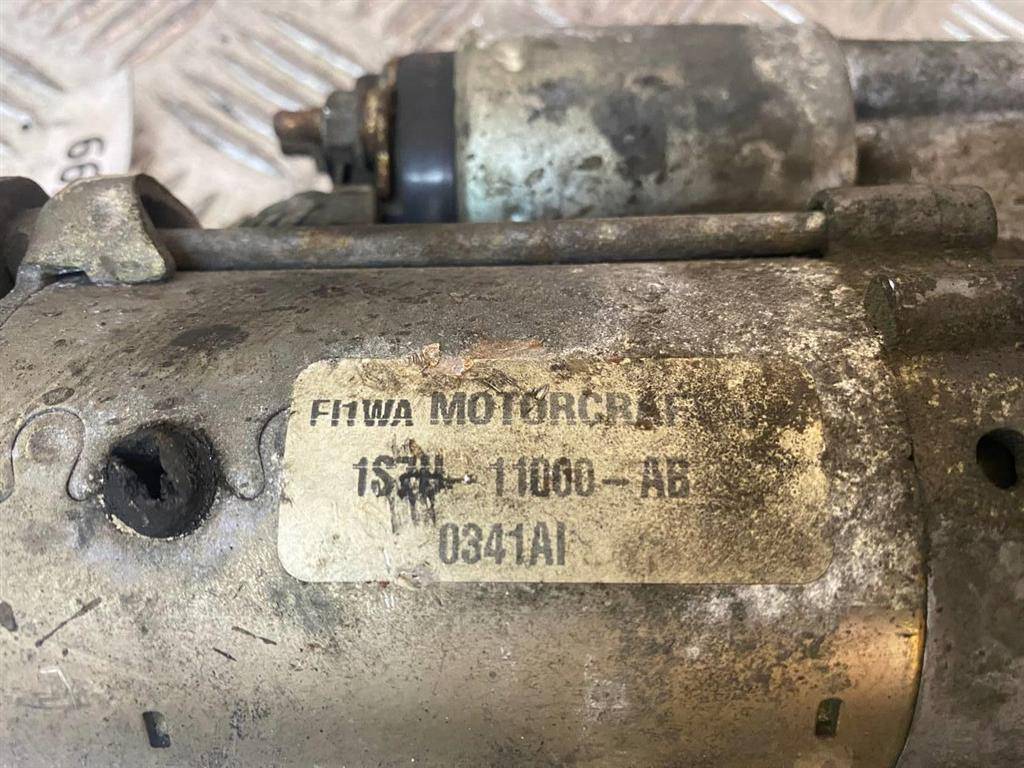 FI1WA MOTORCRAF
1S7U-11000-AB
0341AI